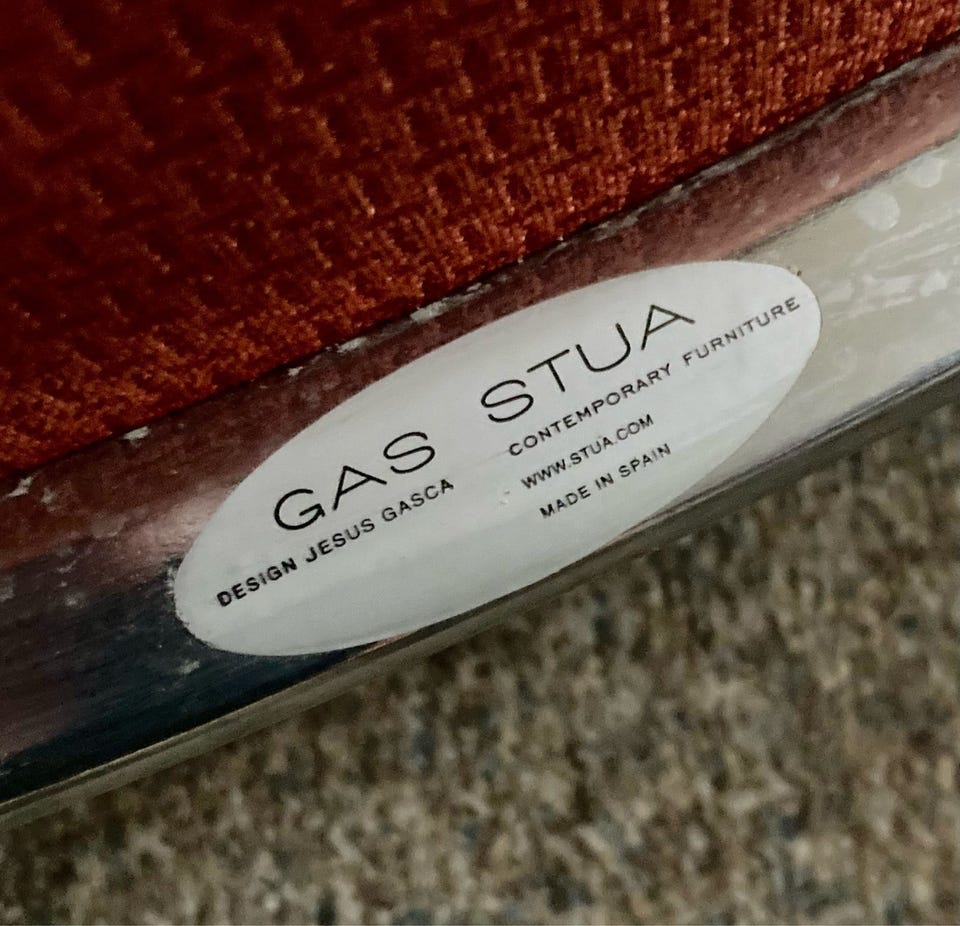 GAS STUA
DESIGN JESUS GASCA
CONTEMPORARY FURNITURE
WWW.STUA.COM
MADE IN SPAIN